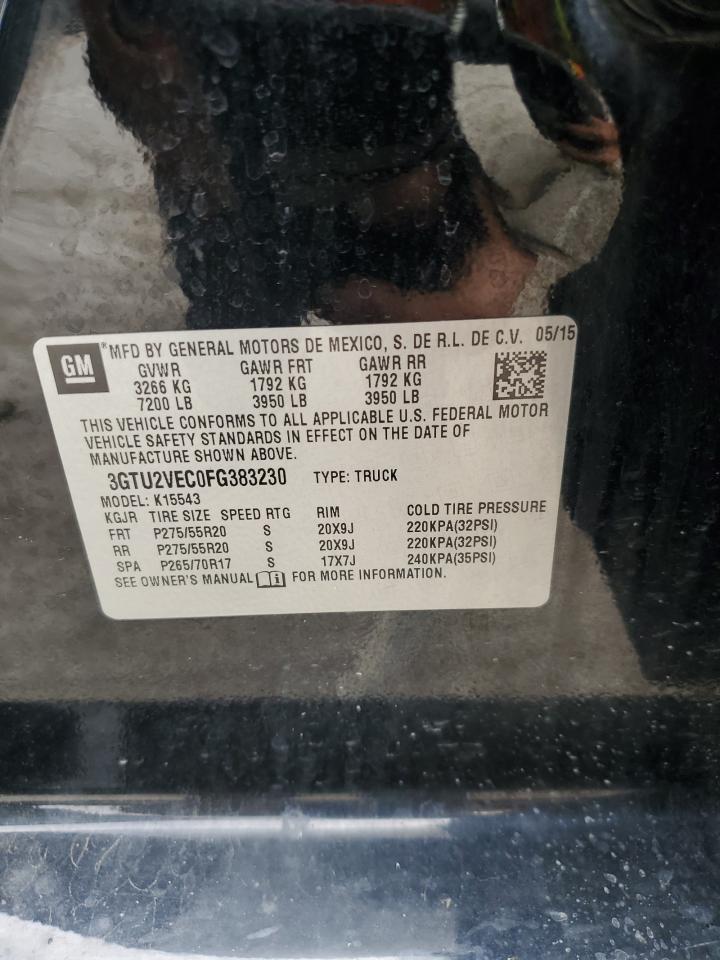 GM
*MFD BY GENERAL MOTORS DE MEXICO, S. DE R.L. DE C.V. 05/15
GVWR GAWR FRT GAWR RR
3266 KG 1792 KG 1792 KG
7200 LB 3950 LB 3950 LB
THIS VEHICLE CONFORMS TO ALL APPLICABLE U.S. FEDERAL MOTOR
VEHICLE SAFETY STANDARDS IN EFFECT ON THE DATE OF
MANUFACTURE SHOWN ABOVE.
3GTU2VEC0FG383230 TYPE: TRUCK
MODEL: K15543
KGJR TIRE SIZE SPEED RTG RIM COLD TIRE PRESSURE
FRT P275/55R20 S 20X9J 220KPA(32PSI)
RR P275/55R20 S 20X9J 220KPA(32PSI)
SPA P265/70R17 S 17X7J 240KPA(35PSI)
SEE OWNER'S MANUAL i FOR MORE INFORMATION.